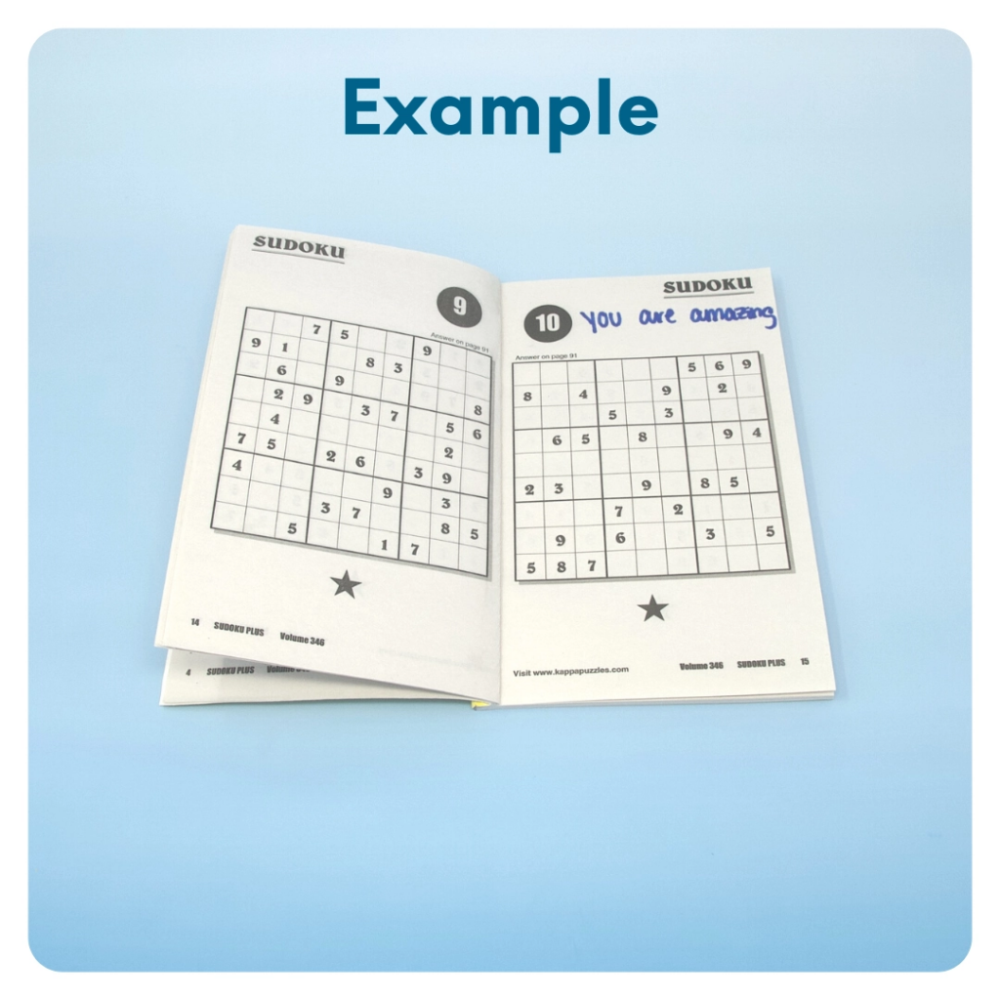 Example
SUDOKU
9
Answer on page 91
7 5 9
9 1 8 3
6 9 8
2 9 3 7 5 6
4 2
7 5 2 6 3 9
4 9 3
3 7 8 5
5 1 7
14 SUDOKU PLUS Volume 346
4 SUDOKU PLUS Volume
SUDOKU
10 you are amazing
Answer on page 91
5 6 9
8 4 9 2
5 3
6 5 8 9 4
2 3 9 8 5
7 2
9 6 3 5
5 8 7
Visit www.kappapuzzles.com Volume 346 SUDOKU PLUS 15